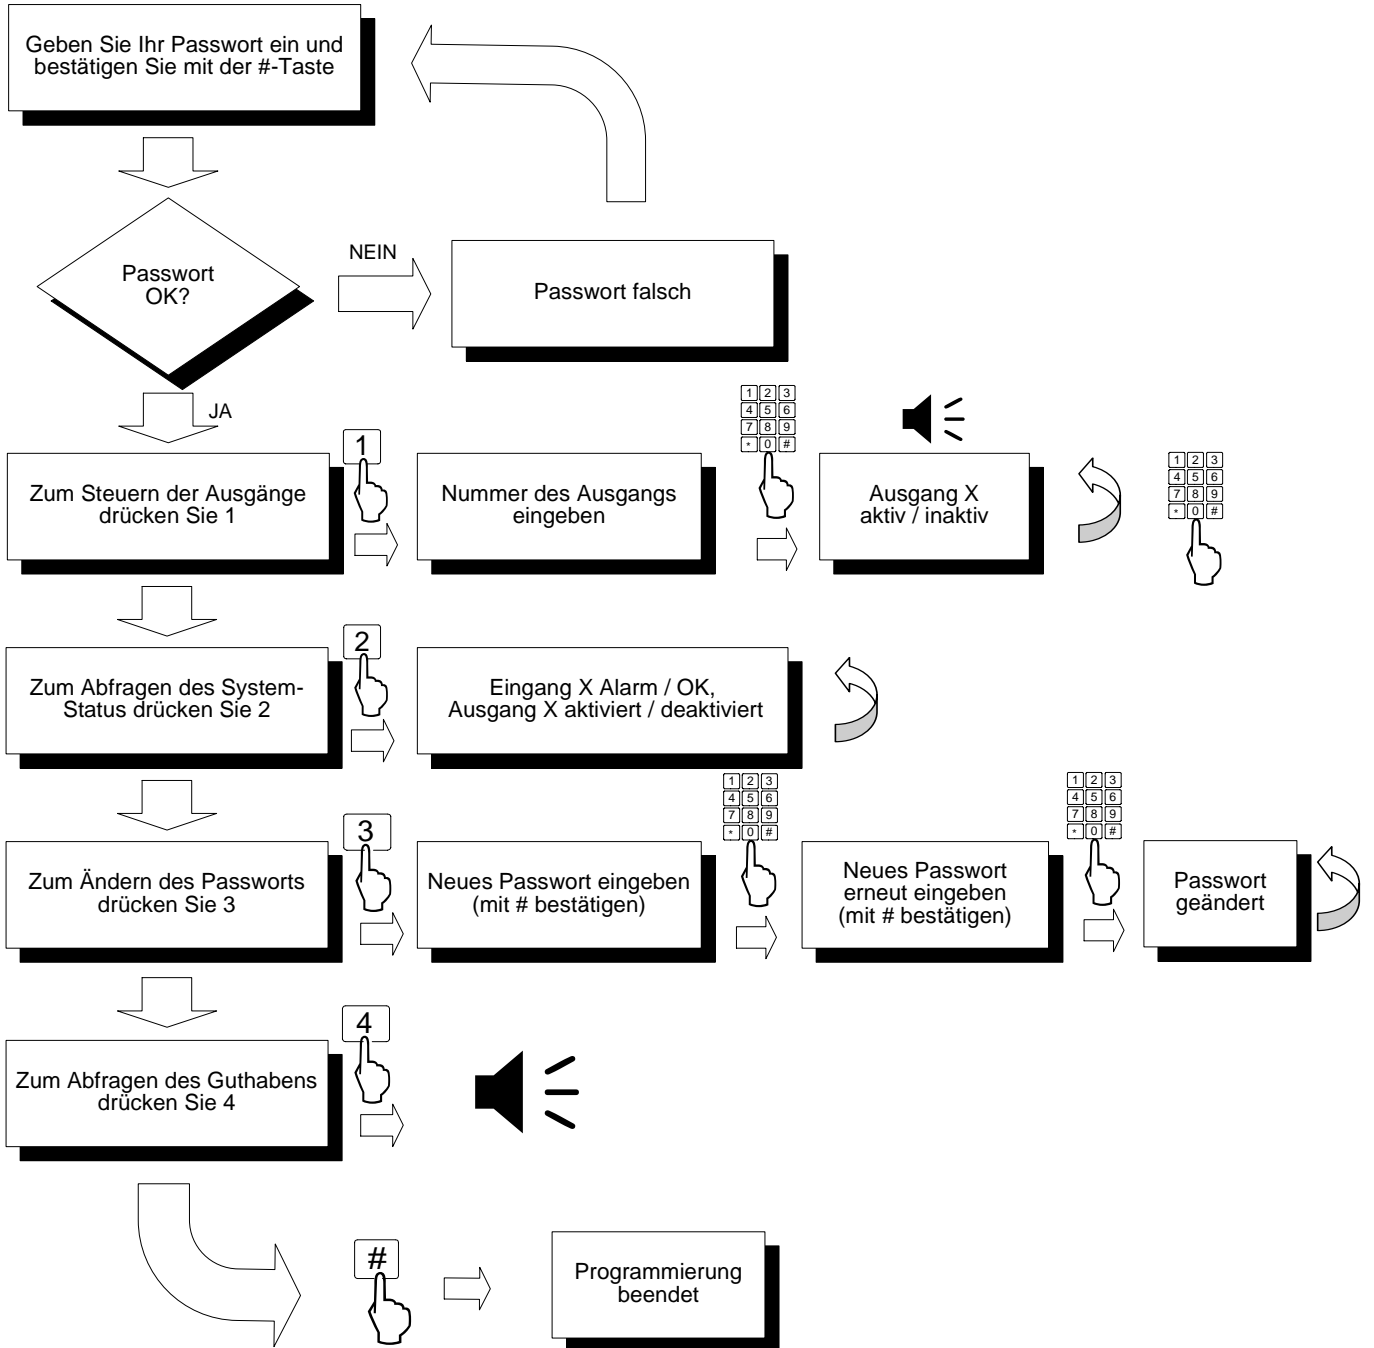 Geben Sie Ihr Passwort ein und
bestätigen Sie mit der #-Taste
Passwort
OK?
NEIN
Passwort falsch
JA
Zum Steuern der Ausgänge
drücken Sie 1
1
Nummer des Ausgangs
eingeben
1 2 3
4 5 6
7 8 9
* 0 #
Ausgang X
aktiv / inaktiv
1 2 3
4 5 6
7 8 9
* 0 #
Zum Abfragen des System-
Status drücken Sie 2
2
Eingang X Alarm / OK,
Ausgang X aktiviert / deaktiviert
Zum Ändern des Passworts
drücken Sie 3
3
Neues Passwort eingeben
(mit # bestätigen)
1 2 3
4 5 6
7 8 9
* 0 #
Neues Passwort
erneut eingeben
(mit # bestätigen)
1 2 3
4 5 6
7 8 9
* 0 #
Passwort
geändert
Zum Abfragen des Guthabens
drücken Sie 4
4
#
Programmierung
beendet